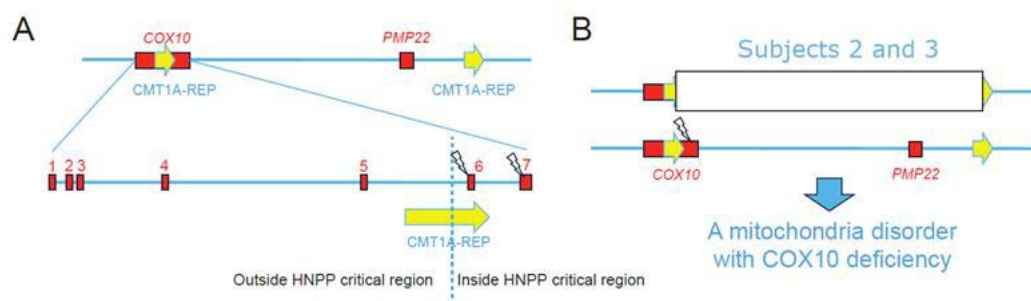 A
COX10
PMP22
CMT1A-REP
CMT1A-REP
1 2 3 4 5 6 7
CMT1A-REP
Outside HNPP critical region
Inside HNPP critical region
B
Subjects 2 and 3
COX10
PMP22
A mitochondria disorder
with COX10 deficiency